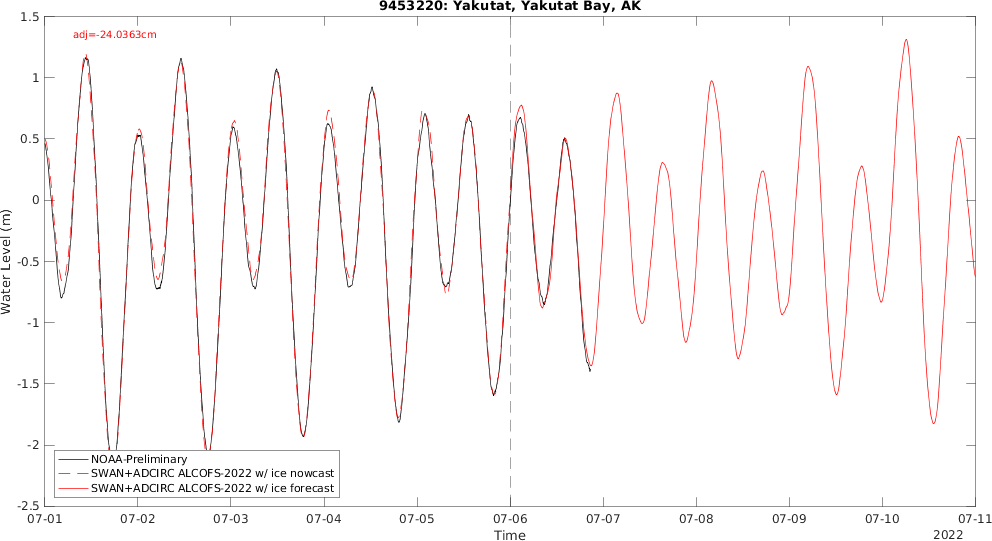 9453220: Yakutat, Yakutat Bay, AK
adj=-24.0363cm
1.5
1
0.5
0
-0.5
-1
-1.5
-2
-2.5
Water Level (m)
NOAA-Preliminary
SWAN+ADCIRC ALCOFS-2022 w/ ice nowcast
SWAN+ADCIRC ALCOFS-2022 w/ ice forecast
07-01 07-02 07-03 07-04 07-05 07-06 07-07 07-08 07-09 07-10 07-11
Time
2022